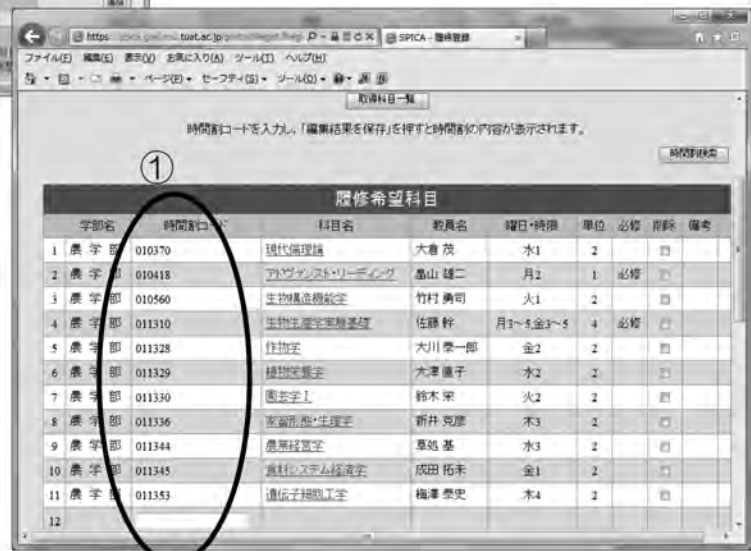 https
tuat.ac.jp
SPICA - 履修登録
ファイル(F) 編集(E) 表示(V) お気に入り(A) ツール(T) ヘルプ(H)
ページ(P) セーフティ(S) ツール(O)
取得科目一覧
時間割コードを入力し、「編集結果を保存」を押すと時間割の内容が表示されます。
時間割検索
①
履修希望科目
学部名 時間割コード 科目名 教員名 曜日・時限 単位 必修 削除 備考
1 農学部 010370 現代倫理論 大倉 茂 水1 2
2 農学部 010418 アドヴァンスト・リーディング 畠山 雄二 月2 1 必修
3 農学部 010560 生物構造機能学 竹村 勇司 火1 2
4 農学部 011310 生物生産学実験基礎 佐藤 幹 月3~5,金3~5 4 必修
5 農学部 011328 作物学 大川 泰一郎 金2 2
6 農学部 011329 植物栄養学 大津 直子 水2 2
7 農学部 011330 園芸学Ⅰ 鈴木 栄 火2 2
8 農学部 011336 家畜形態・生理学 新井 克彦 木3 2
9 農学部 011344 農業経営学 草処 基 水3 2
10 農学部 011345 食料システム経済学 成田 拓未 金1 2
11 農学部 011353 遺伝子細胞工学 梅澤 泰史 木4 2
12